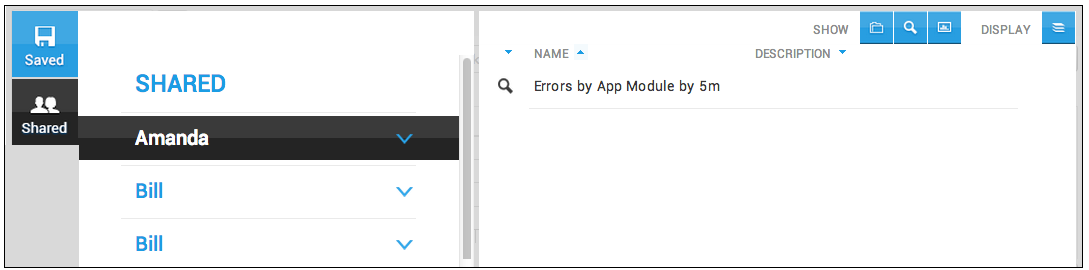 Saved
Shared
SHARED
Amanda
Bill
Bill
SHOW DISPLAY
NAME DESCRIPTION
Errors by App Module by 5m